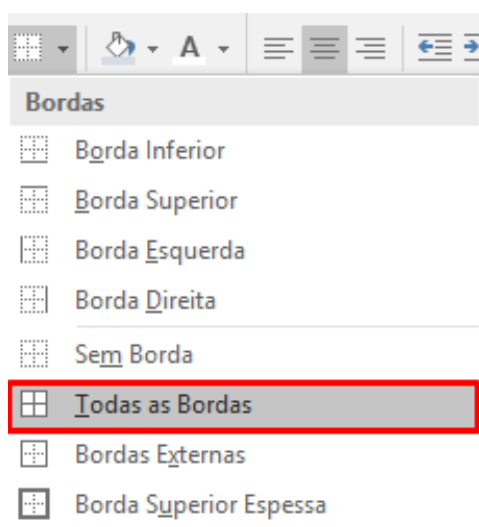 A
Bordas
Borda Inferior
Borda Superior
Borda Esquerda
Borda Direita
Sem Borda
Todas as Bordas
Bordas Externas
Borda Superior Espessa